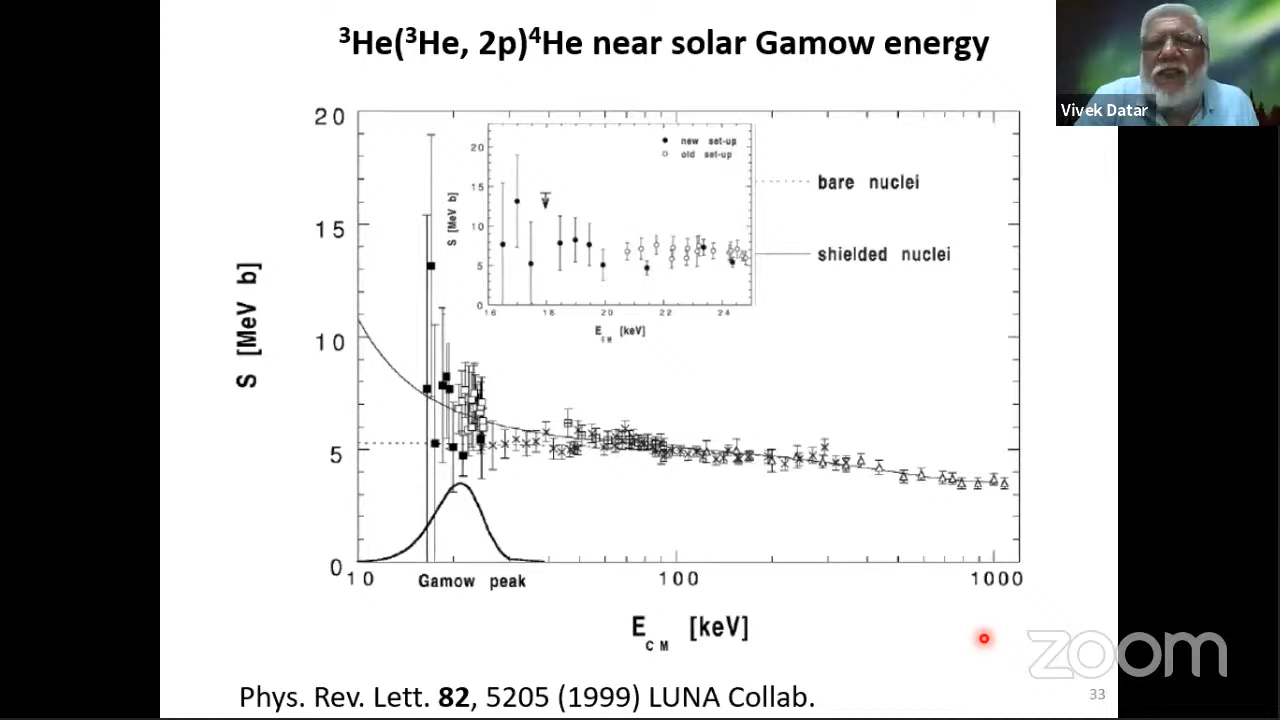 ³He(³He, 2p)⁴He near solar Gamow energy
Vivek Datar
20
15
10
5
0
S [MeV b]
20
15
10
5
0
S [MeV b]
new set-up
old set-up
16 18 20 22 24
E CM [keV]
bare nuclei
shielded nuclei
10 100 1000
Gamow peak
E CM [keV]
zoom
Phys. Rev. Lett. 82, 5205 (1999) LUNA Collab.
33